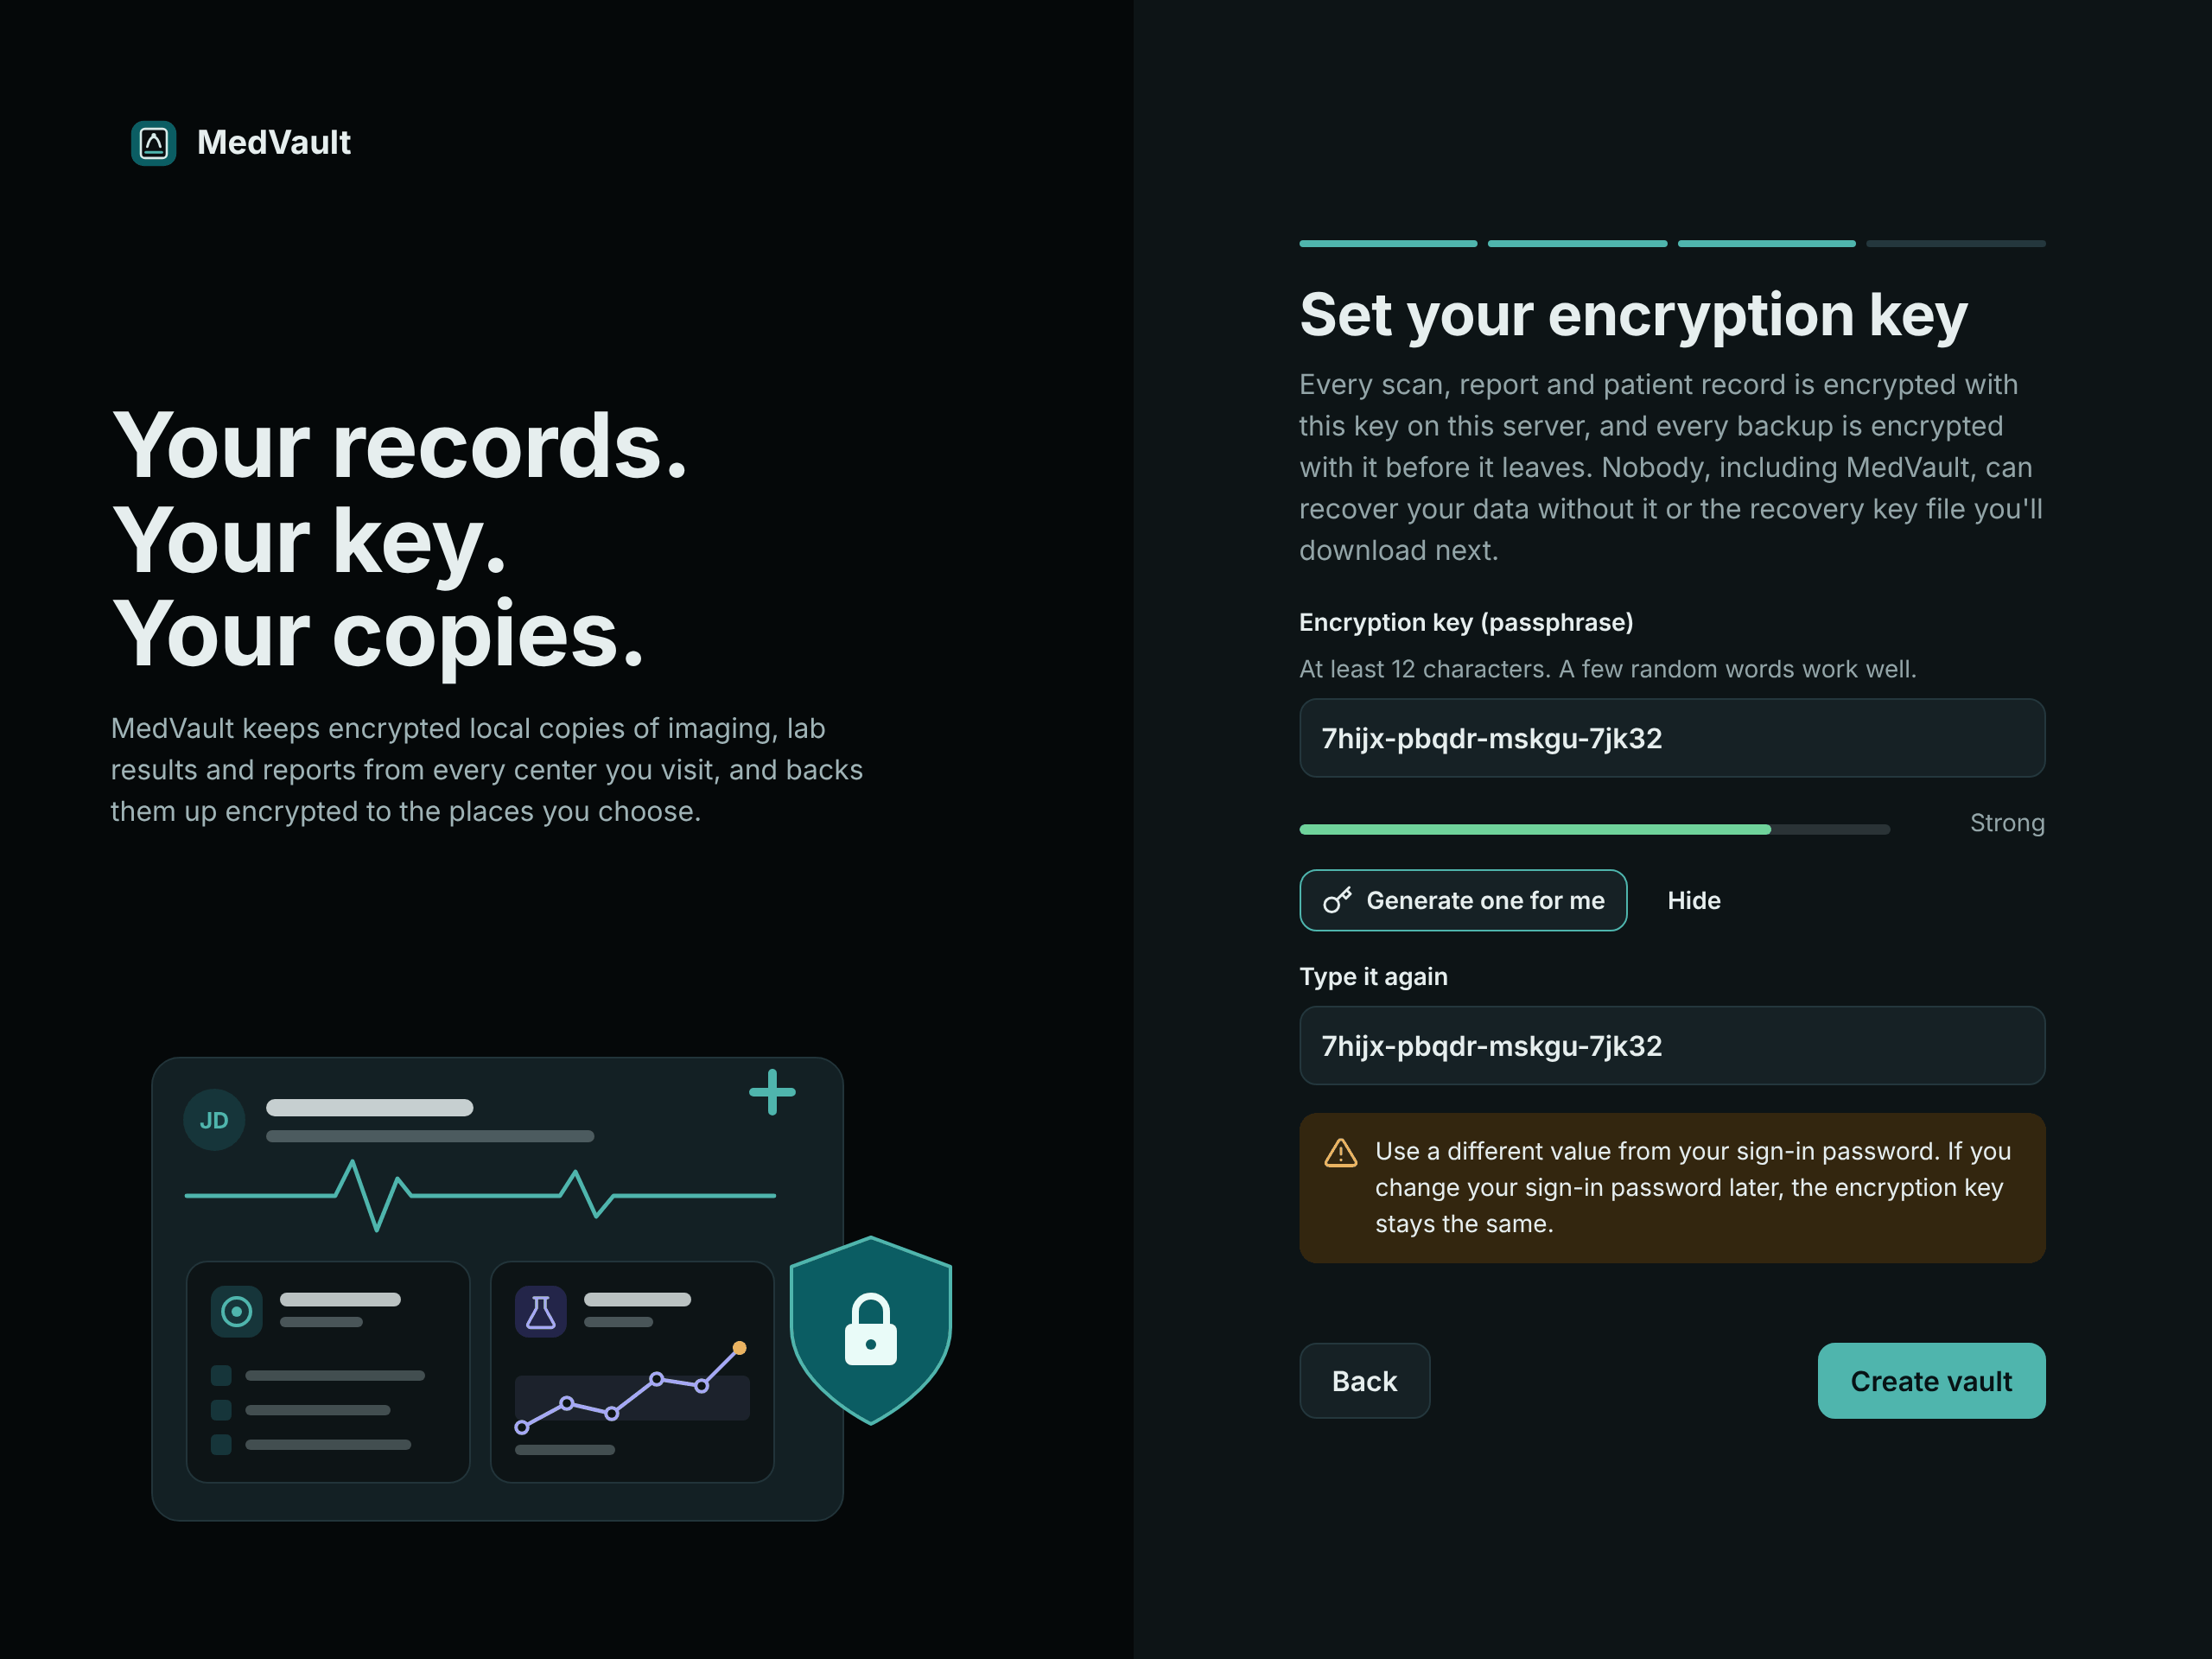 MedVault
Your records.
Your key.
Your copies.
MedVault keeps encrypted local copies of imaging, lab
results and reports from every center you visit, and backs
them up encrypted to the places you choose.
JD
Set your encryption key
Every scan, report and patient record is encrypted with
this key on this server, and every backup is encrypted
with it before it leaves. Nobody, including MedVault, can
recover your data without it or the recovery key file you'll
download next.
Encryption key (passphrase)
At least 12 characters. A few random words work well.
7hijx-pbqdr-mskgu-7jk32
Strong
Generate one for me
Hide
Type it again
7hijx-pbqdr-mskgu-7jk32
Use a different value from your sign-in password. If you
change your sign-in password later, the encryption key
stays the same.
Back
Create vault